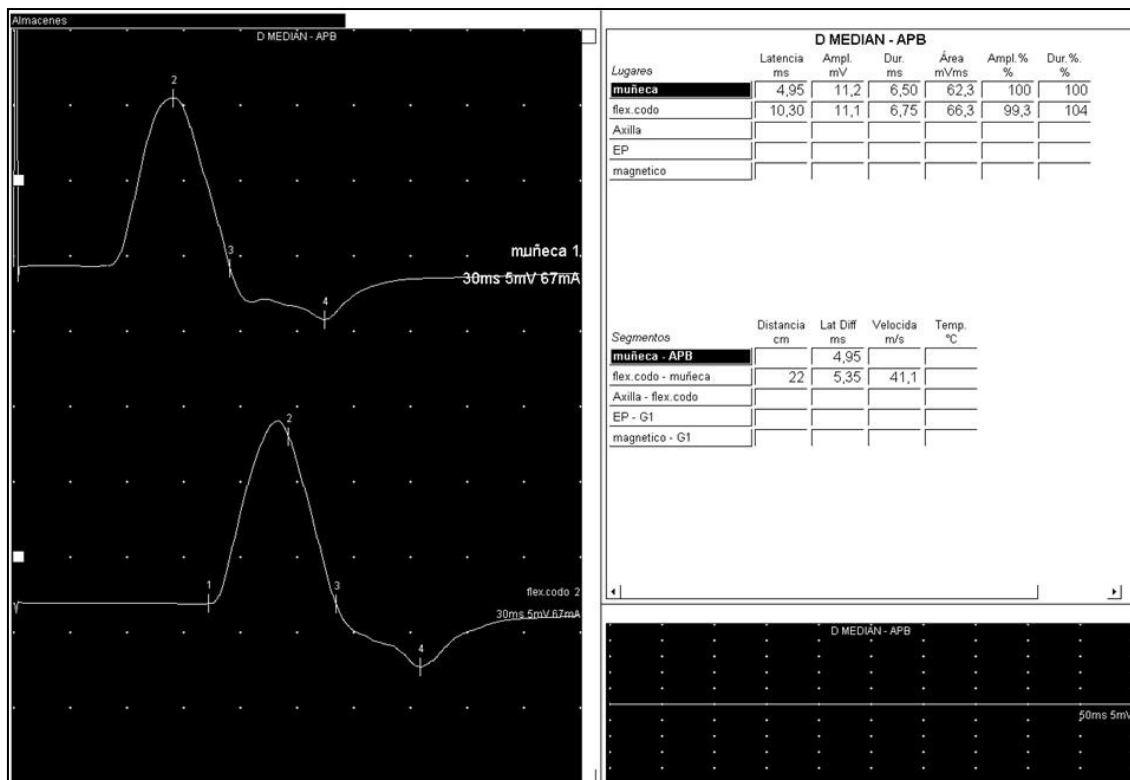 Almacenes
D MEDIAN - APB
2
3
muñeca 1
30ms 5mV 67mA
4
2
1
3
flex.codo 2
30ms 5mV 67mA
4
D MEDIAN - APB
Lugares Latencia ms Ampl. mV Dur. ms Área mVms Ampl.% % Dur.%. %
muñeca 4,95 11,2 6,50 62,3 100 100
flex.codo 10,30 11,1 6,75 66,3 99,3 104
Axilla
EP
magnetico
Segmentos Distancia cm Lat Diff ms Velocida m/s Temp. ºC
muñeca - APB 4,95
flex.codo - muñeca 22 5,35 41,1
Axilla - flex.codo
EP - G1
magnetico - G1
D MEDIAN - APB
50ms 5mV